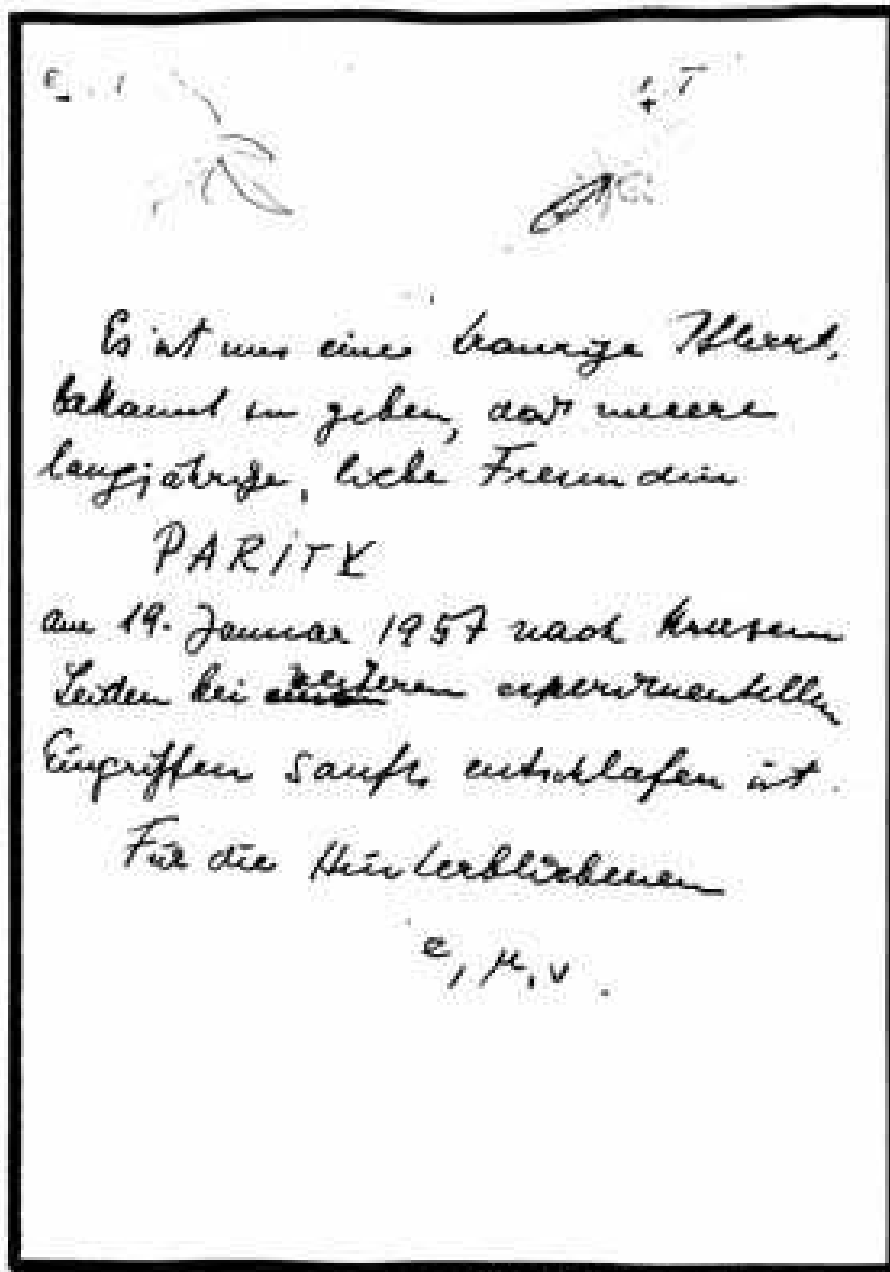 Es ist uns eine traurige Pflicht,
bekannt zu geben, daß unsere
langjährige, liebe Freundin
PARITY
am 19. Januar 1957 nach kurzem
Leiden bei weiteren experimentellen
Eingriffen sanft entschlafen ist.
Für die Hinterbliebenen
e, μ, ν.